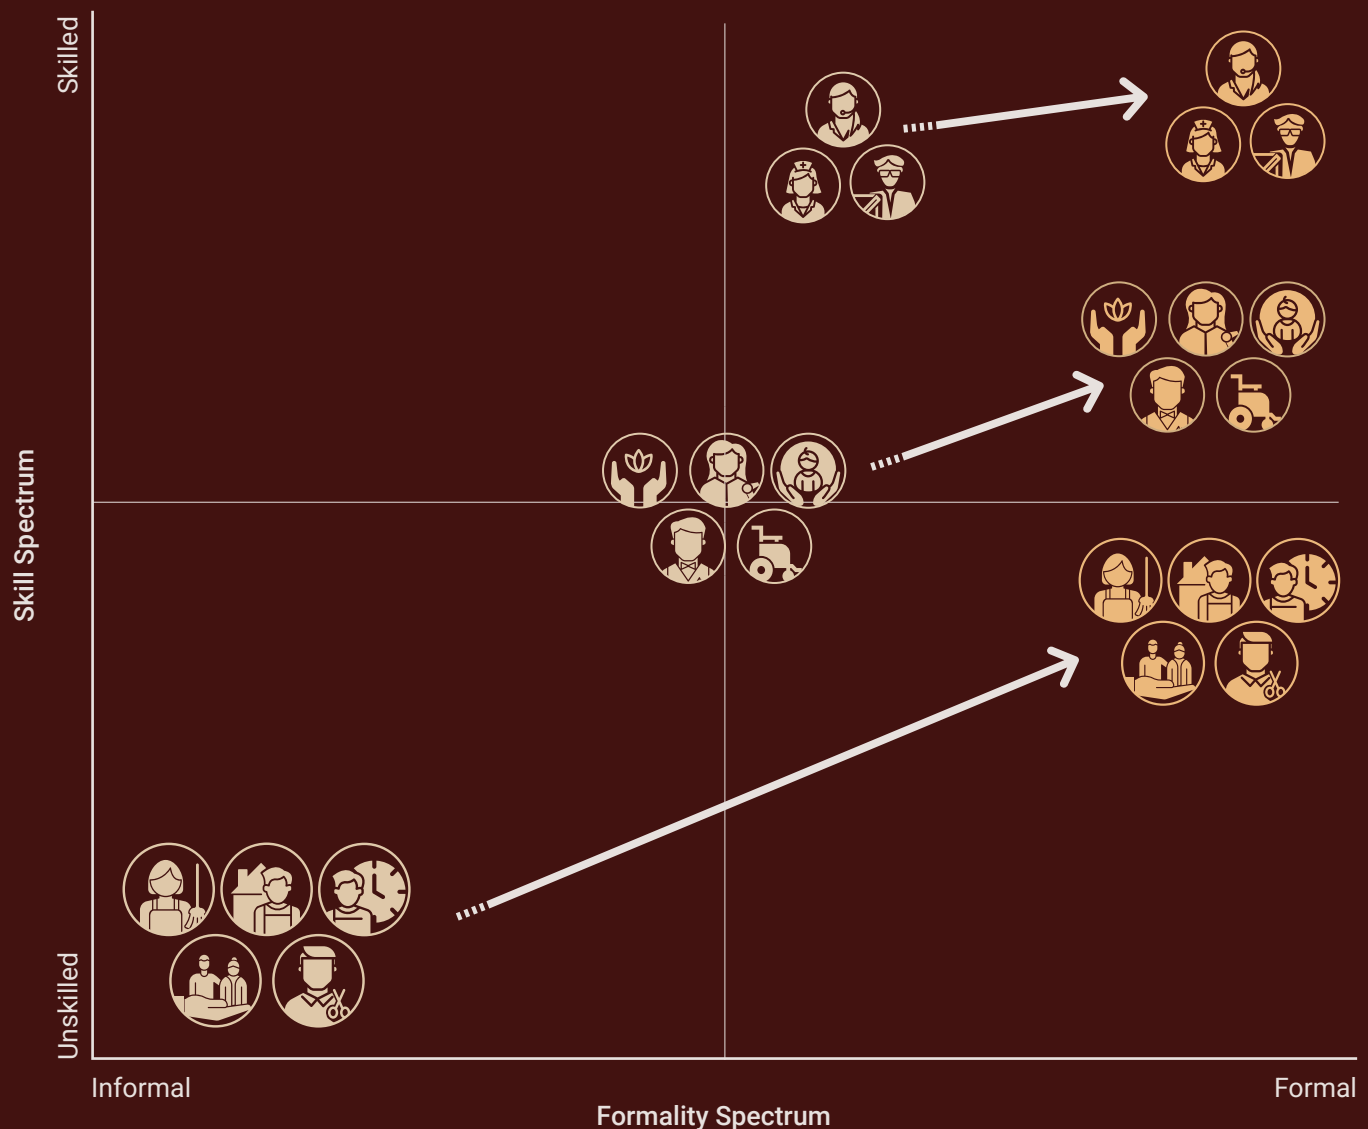 Skilled
Skill Spectrum
Unskilled
Informal
Formal
Formality Spectrum